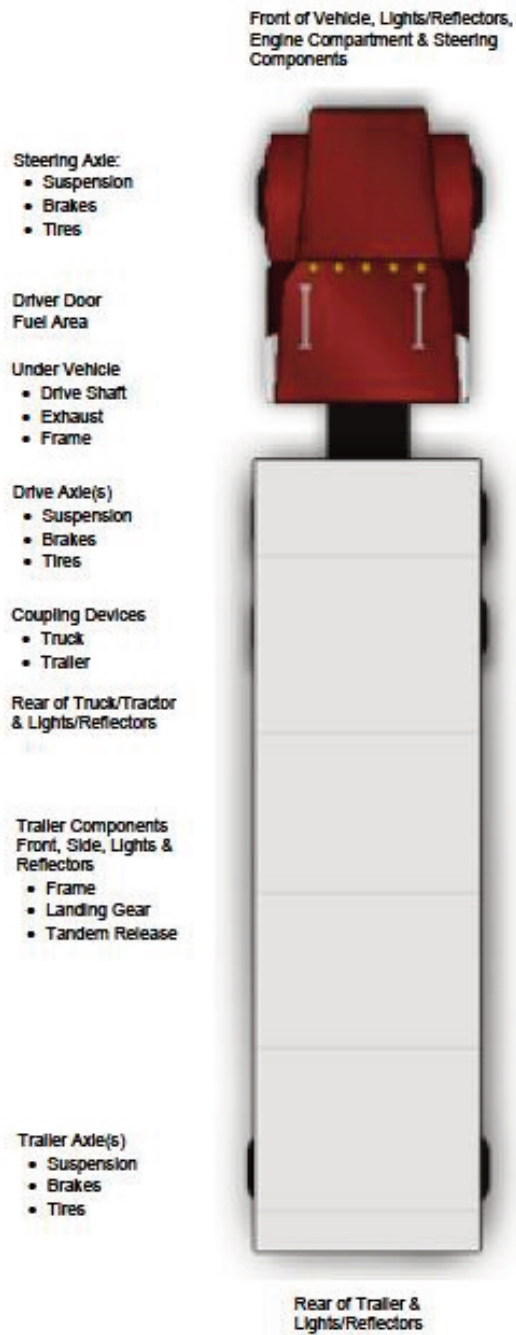 Front of Vehicle, Lights/Reflectors,
Engine Compartment & Steering
Components
Steering Axle:
• Suspension
• Brakes
• Tires
Driver Door
Fuel Area
Under Vehicle
• Drive Shaft
• Exhaust
• Frame
Drive Axle(s)
• Suspension
• Brakes
• Tires
Coupling Devices
• Truck
• Trailer
Rear of Truck/Tractor
& Lights/Reflectors
Trailer Components
Front, Side, Lights &
Reflectors
• Frame
• Landing Gear
• Tandem Release
Trailer Axle(s)
• Suspension
• Brakes
• Tires
Rear of Trailer &
Lights/Reflectors